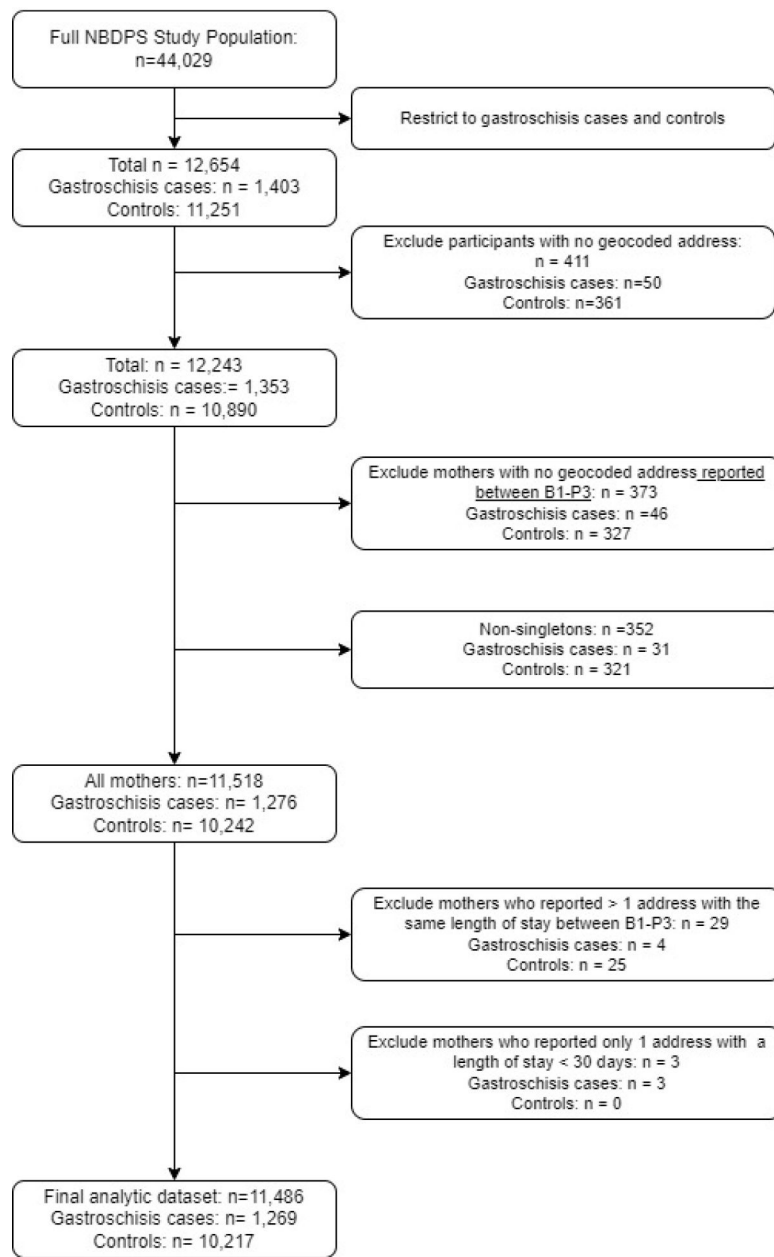 Full NBDPS Study Population:
n=44,029
Restrict to gastroschisis cases and controls
Total n = 12,654
Gastroschisis cases: n = 1,403
Controls: 11,251
Exclude participants with no geocoded address:
n = 411
Gastroschisis cases: n=50
Controls: n=361
Total: n = 12,243
Gastroschisis cases:= 1,353
Controls: n = 10,890
Exclude mothers with no geocoded address reported
between B1-P3: n = 373
Gastroschisis cases: n =46
Controls: n = 327
Non-singletons: n =352
Gastroschisis cases: n = 31
Controls: n = 321
All mothers: n=11,518
Gastroschisis cases: n= 1,276
Controls: n= 10,242
Exclude mothers who reported > 1 address with the
same length of stay between B1-P3: n = 29
Gastroschisis cases: n = 4
Controls: n = 25
Exclude mothers who reported only 1 address with a
length of stay < 30 days: n = 3
Gastroschisis cases: n = 3
Controls: n = 0
Final analytic dataset: n=11,486
Gastroschisis cases: n= 1,269
Controls: n= 10,217